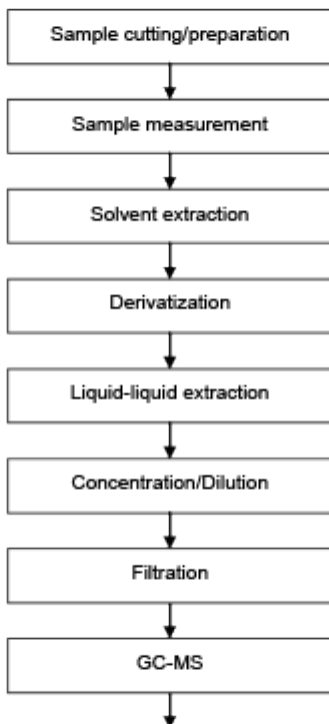 Sample cutting/preparation
Sample measurement
Solvent extraction
Derivatization
Liquid-liquid extraction
Concentration/Dilution
Filtration
GC-MS